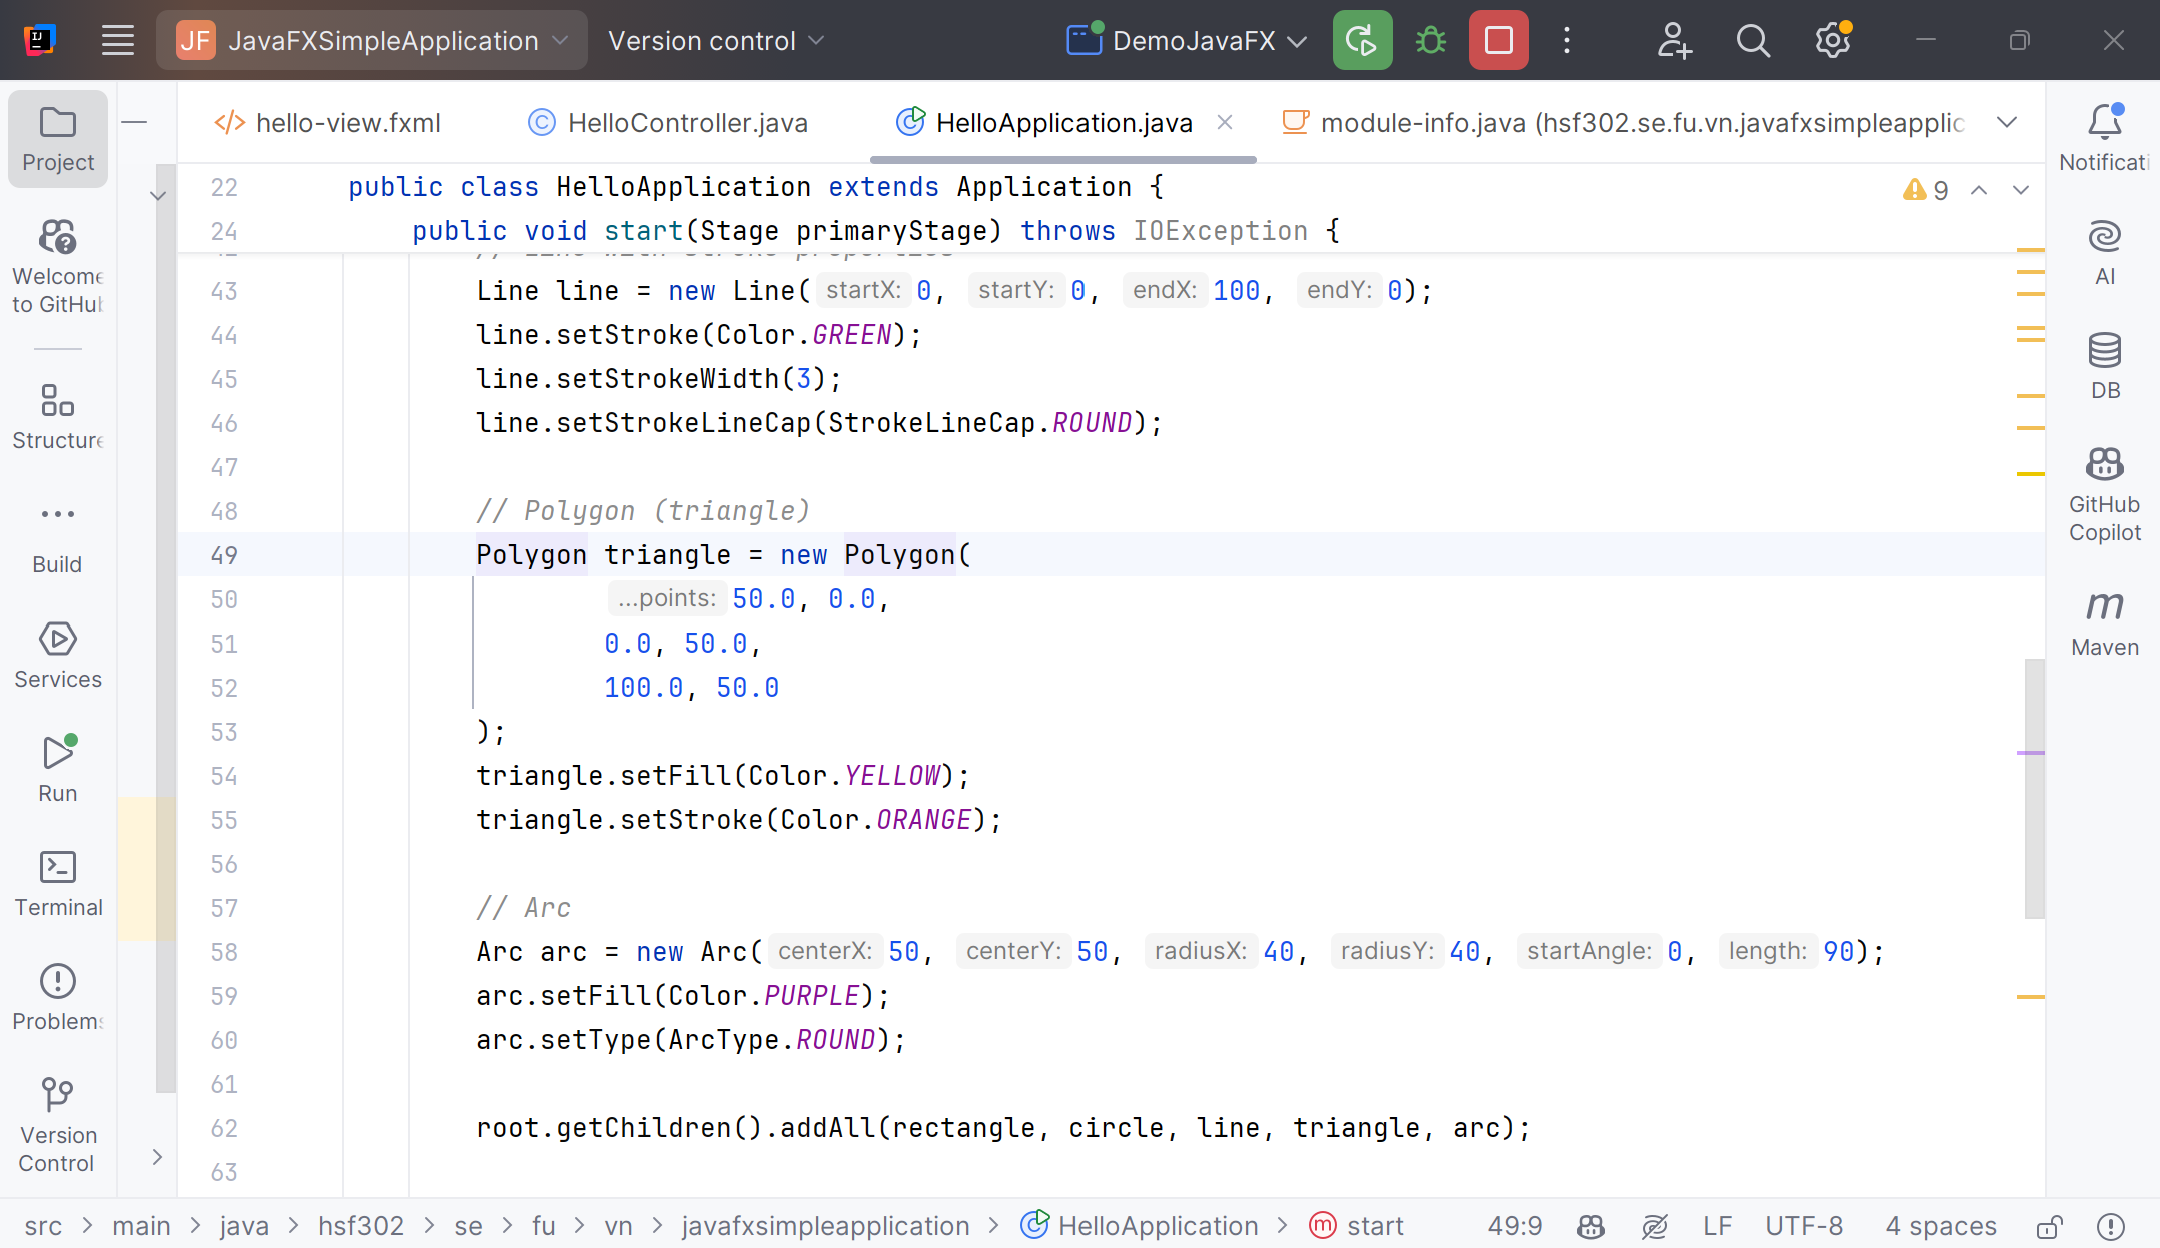 JF JavaFXSimpleApplication Version control DemoJavaFX
hello-view.fxml HelloController.java HelloApplication.java module-info.java (hsf302.se.fu.vn.javafxsimpleapplic
Project
Welcome to GitHub
Structure
Build
Services
Run
Terminal
Problems
Version Control
22 public class HelloApplication extends Application {
24 public void start(Stage primaryStage) throws IOException {
9
43 Line line = new Line( startX: 0, startY: 0, endX: 100, endY: 0);
44 line.setStroke(Color.GREEN);
45 line.setStrokeWidth(3);
46 line.setStrokeLineCap(StrokeLineCap.ROUND);
47
48 // Polygon (triangle)
49 Polygon triangle = new Polygon(
50 ...points: 50.0, 0.0,
51 0.0, 50.0,
52 100.0, 50.0
53 );
54 triangle.setFill(Color.YELLOW);
55 triangle.setStroke(Color.ORANGE);
56
57 // Arc
58 Arc arc = new Arc( centerX: 50, centerY: 50, radiusX: 40, radiusY: 40, startAngle: 0, length: 90);
59 arc.setFill(Color.PURPLE);
60 arc.setType(ArcType.ROUND);
61
62 root.getChildren().addAll(rectangle, circle, line, triangle, arc);
63
Notificati
AI
DB
GitHub
Copilot
m
Maven
src > main > java > hsf302 > se > fu > vn > javafxsimpleapplication > HelloApplication > start 49:9 LF UTF-8 4 spaces